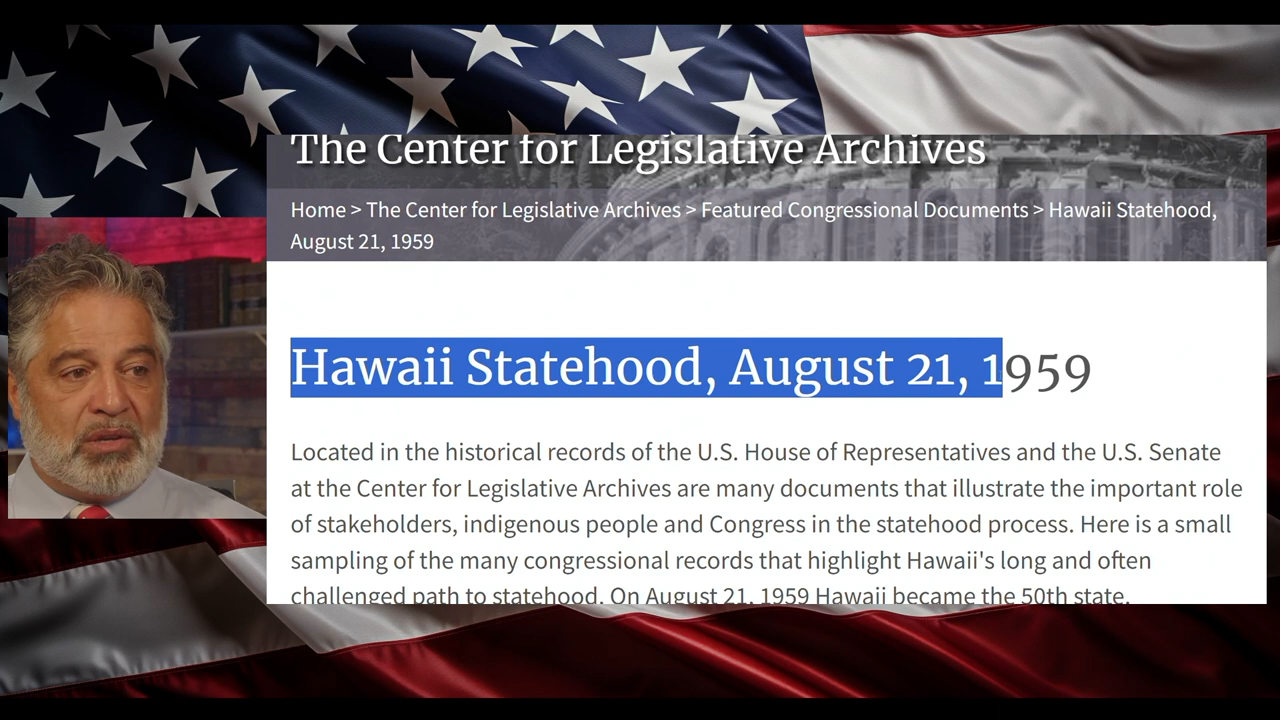 The Center for Legislative Archives
Home > The Center for Legislative Archives > Featured Congressional Documents > Hawaii Statehood,
August 21, 1959
Hawaii Statehood, August 21, 1959
Located in the historical records of the U.S. House of Representatives and the U.S. Senate
at the Center for Legislative Archives are many documents that illustrate the important role
of stakeholders, indigenous people and Congress in the statehood process. Here is a small
sampling of the many congressional records that highlight Hawaii's long and often
challenged path to statehood. On August 21, 1959 Hawaii became the 50th state.